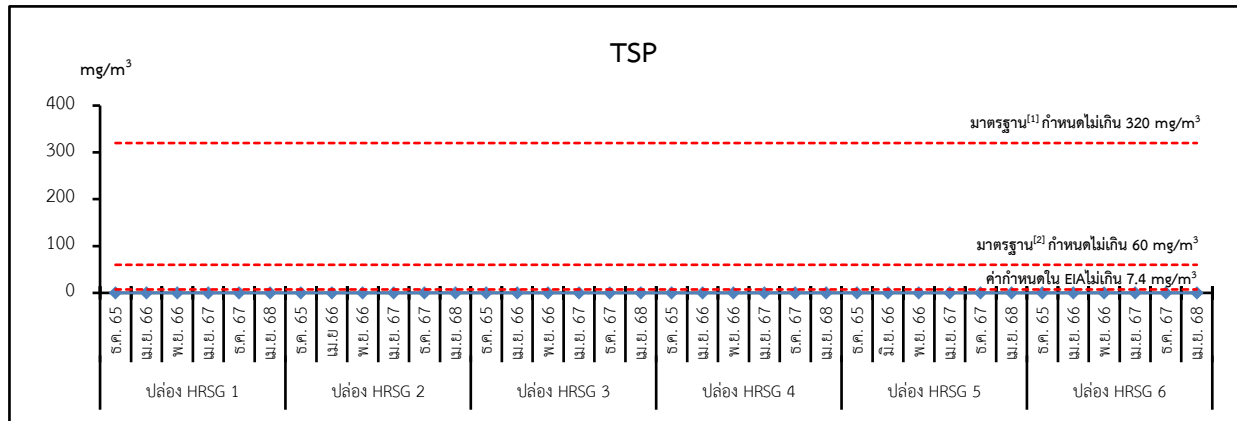 TSP
mg/m³
400
300
200
100
0
มาตรฐาน[1] กำหนดไม่เกิน 320 mg/m³
มาตรฐาน[2] กำหนดไม่เกิน 60 mg/m³
ค่ากำหนดใน EIAไม่เกิน 7.4 mg/m³
ธ.ค. 65 เม.ย. 66 พ.ย. 66 เม.ย. 67 ธ.ค. 67 เม.ย. 68 ธ.ค. 65 เม.ย 66 พ.ย. 66 เม.ย. 67 ธ.ค. 67 เม.ย. 68 ธ.ค. 65 เม.ย. 66 พ.ย. 66 เม.ย. 67 ธ.ค. 67 เม.ย. 68 ธ.ค. 65 เม.ย. 66 พ.ย. 66 เม.ย. 67 ธ.ค. 67 เม.ย. 68 ธ.ค. 65 มิ.ย. 66 พ.ย. 66 เม.ย. 67 ธ.ค. 67 เม.ย. 68 ธ.ค. 65 เม.ย. 66 พ.ย. 66 เม.ย. 67 ธ.ค. 67 เม.ย. 68
ปล่อง HRSG 1 ปล่อง HRSG 2 ปล่อง HRSG 3 ปล่อง HRSG 4 ปล่อง HRSG 5 ปล่อง HRSG 6